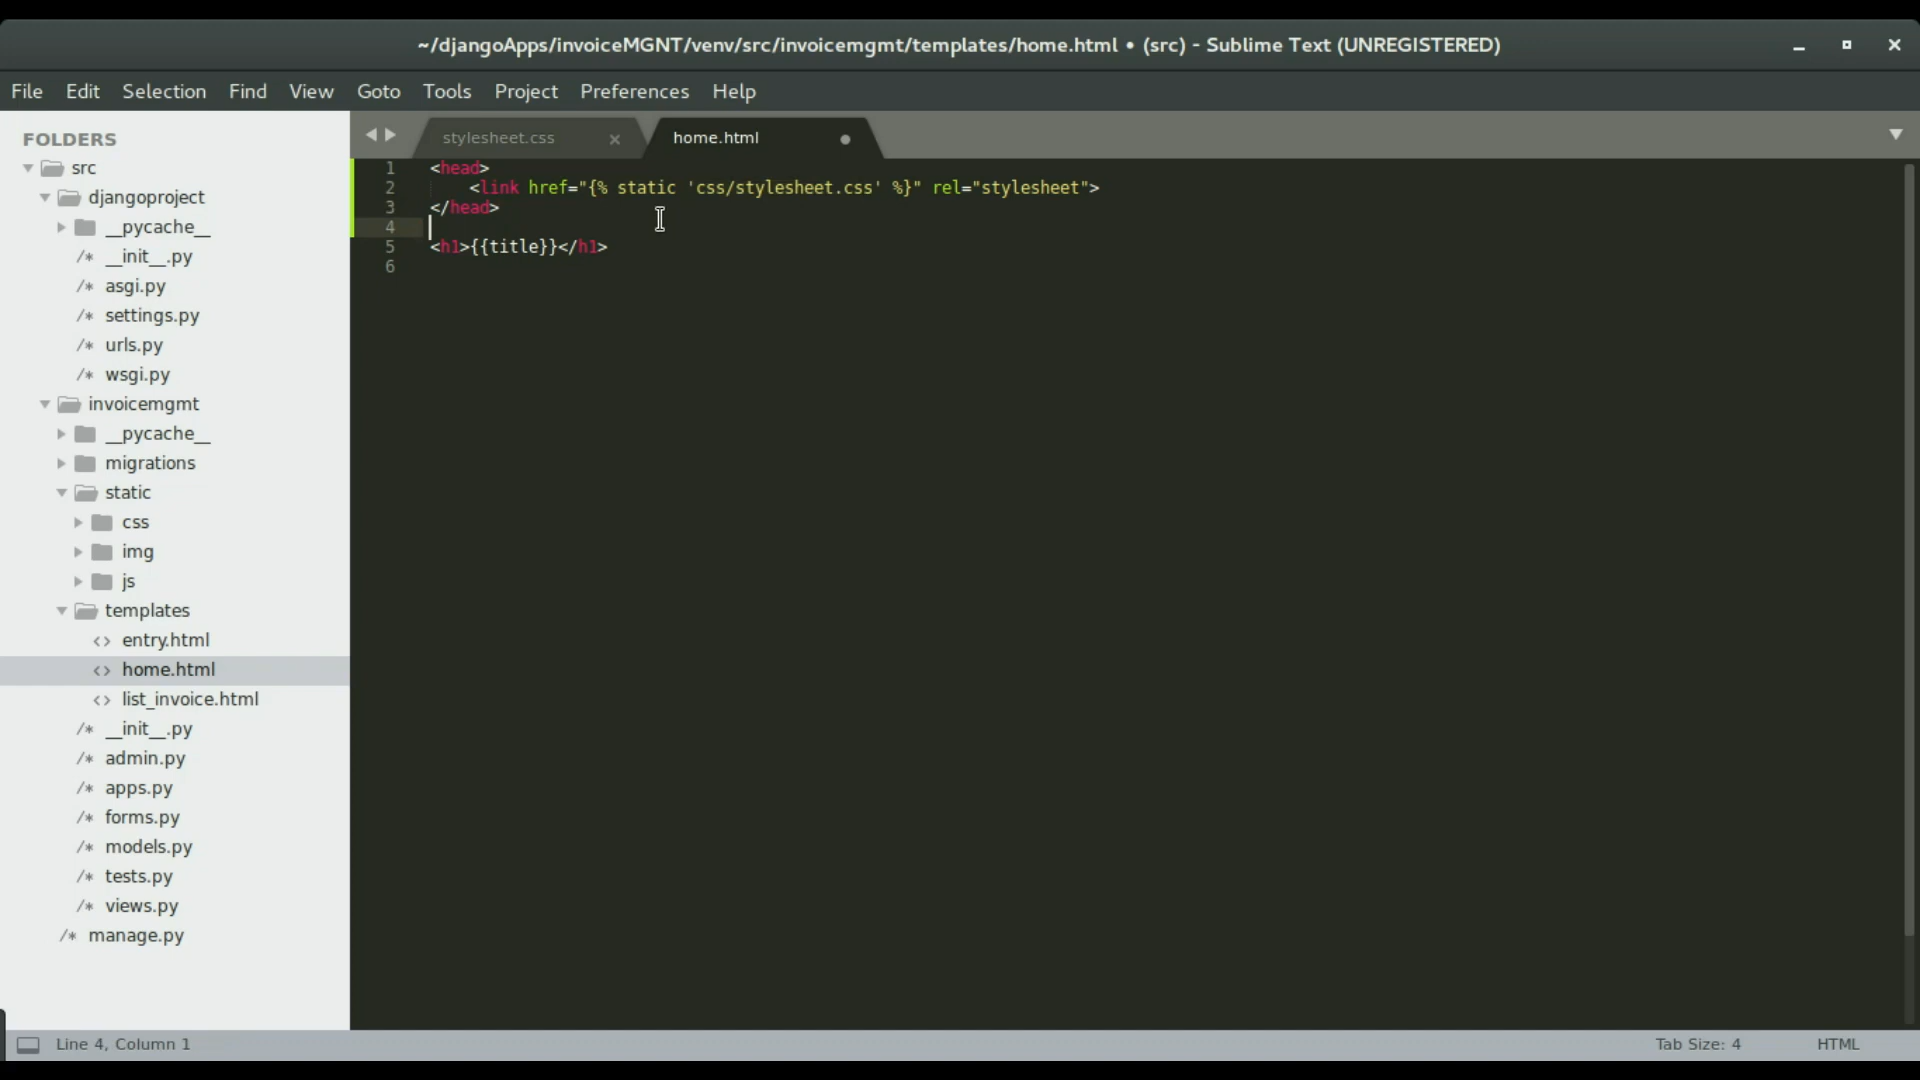 ~/djangoApps/invoiceMGNT/venv/src/invoicemgmt/templates/home.html • (src) - Sublime Text (UNREGISTERED)
File Edit Selection Find View Goto Tools Project Preferences Help
FOLDERS
src
djangoproject
__pycache__
/* __init__.py
/* asgi.py
/* settings.py
/* urls.py
/* wsgi.py
invoicemgmt
__pycache__
migrations
static
css
img
js
templates
<> entry.html
<> home.html
<> list_invoice.html
/* __init__.py
/* admin.py
/* apps.py
/* forms.py
/* models.py
/* tests.py
/* views.py
/* manage.py
stylesheet.css × home.html
1 <head>
2 <link href="{% static 'css/stylesheet.css' %}" rel="stylesheet">
3 </head>
4
5 <h1>{{title}}</h1>
6
Line 4, Column 1 Tab Size: 4 HTML